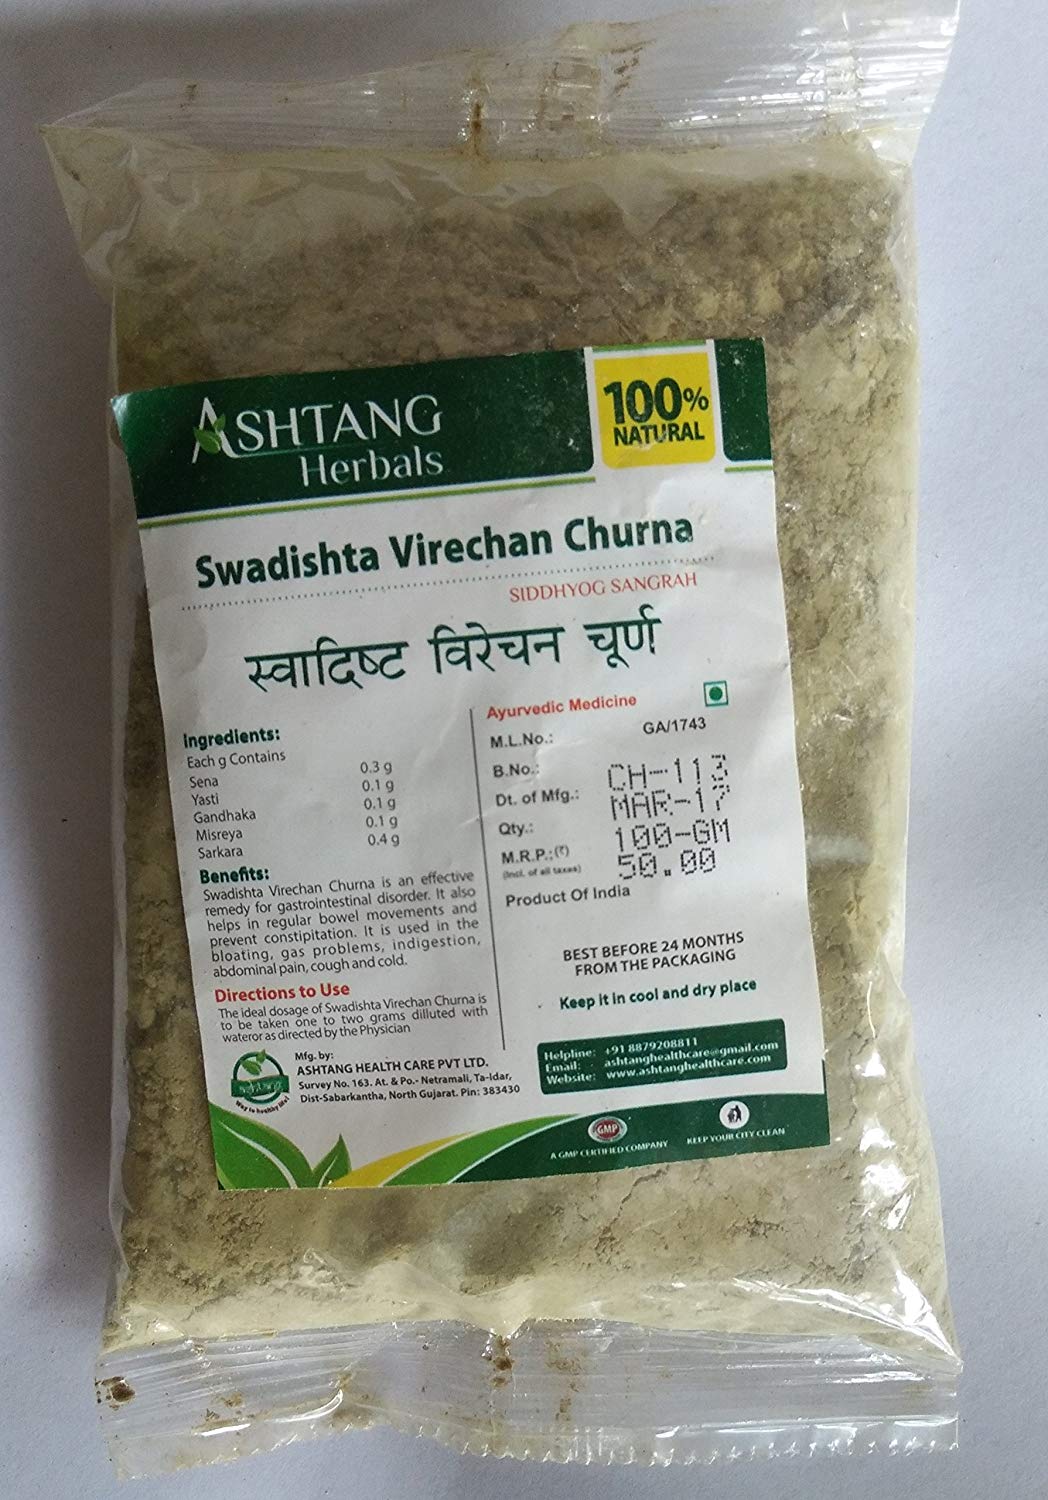 ASHTANG
Herbals
100%
NATURAL
Swadishta Virechan Churna
SIDDHYOG SANGRAH
स्वादिष्ट विरेचन चूर्ण
Ingredients:
Each g Contains
Sena 0.3 g
Yasti 0.1 g
Gandhaka 0.1 g
Misreya 0.1 g
Sarkara 0.4 g
Benefits:
Swadishta Virechan Churna is an effective
remedy for gastrointestinal disorder. It also
helps in regular bowel movements and
prevent constitipation. It is used in the
bloating, gas problems, indigestion,
abdominal pain, cough and cold.
Directions to Use
The ideal dosage of Swadishta Virechan Churna is
to be taken one to two grams dilluted with
wateror as directed by the Physician
Mfg. by:
ASHTANG HEALTH CARE PVT LTD.
Survey No. 163. At. & Po.- Netramali, Ta-Idar,
Dist-Sabarkantha, North Gujarat. Pin: 383430
Way to healthy life!
Ayurvedic Medicine
M.L.No.: GA/1743
B.No.: CH-113
Dt. of Mfg.: MAR-17
Qty.: 100-GM
M.R.P.:(₹) 50.00
(Incl. of all taxes)
Product Of India
BEST BEFORE 24 MONTHS
FROM THE PACKAGING
Keep it in cool and dry place
Helpline: +91 8879208811
Email: ashtanghealthcare@gmail.com
Website: www.ashtanghealthcare.com
GMP
A GMP CERTIFIED COMPANY
KEEP YOUR CITY CLEAN